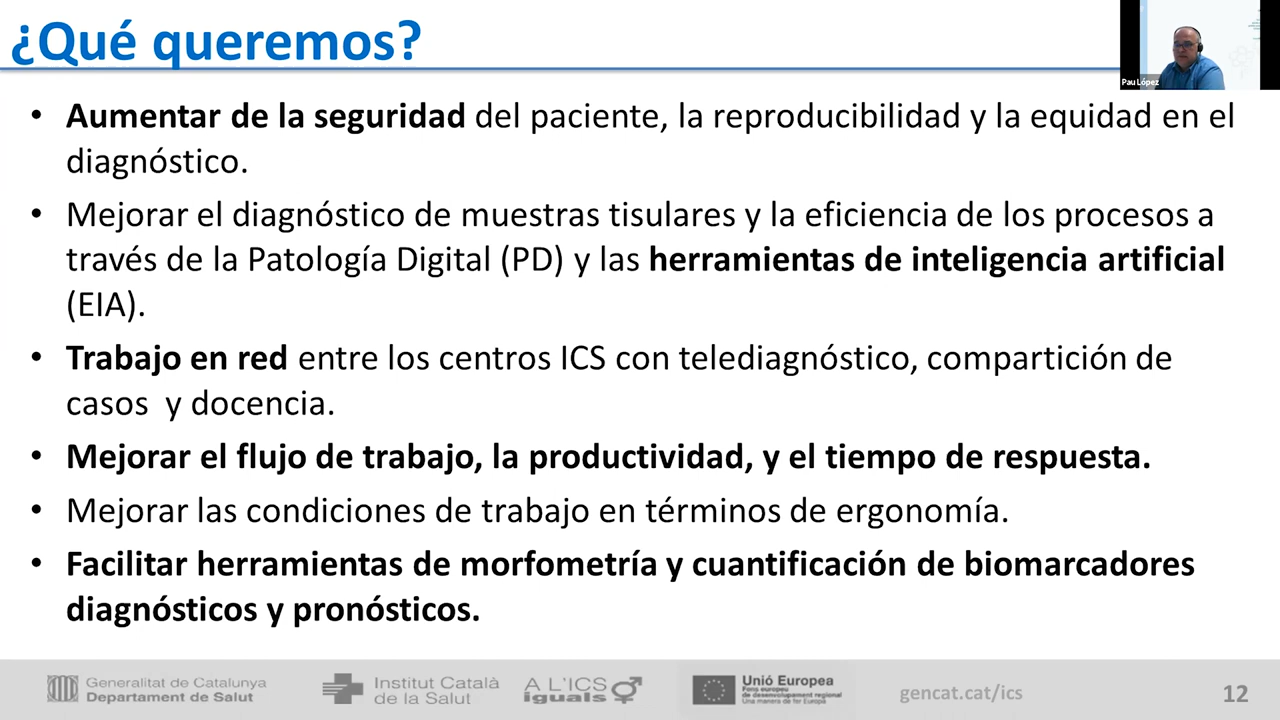 ¿Qué queremos?
Pau López
• Aumentar de la seguridad del paciente, la reproducibilidad y la equidad en el
diagnóstico.
• Mejorar el diagnóstico de muestras tisulares y la eficiencia de los procesos a
través de la Patología Digital (PD) y las herramientas de inteligencia artificial
(EIA).
• Trabajo en red entre los centros ICS con telediagnóstico, compartición de
casos y docencia.
• Mejorar el flujo de trabajo, la productividad, y el tiempo de respuesta.
• Mejorar las condiciones de trabajo en términos de ergonomía.
• Facilitar herramientas de morfometría y cuantificación de biomarcadores
diagnósticos y pronósticos.
Generalitat de Catalunya
Departament de Salut
Institut Català
de la Salut
A L'ICS
iguals
Unió Europea
Fons europeu
de desenvolupament regional
Una manera de fer Europa
gencat.cat/ics
12